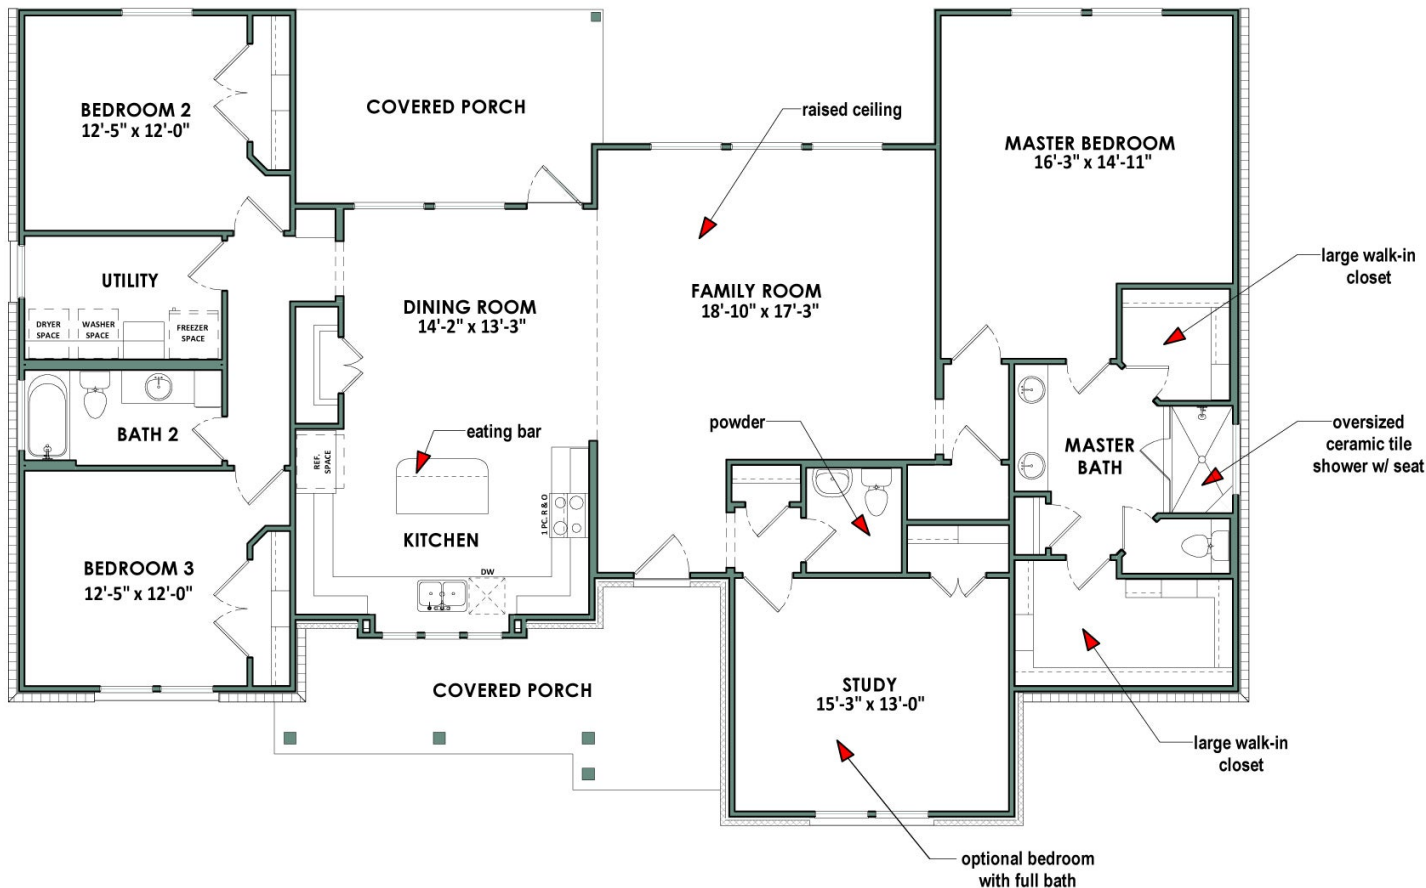 BEDROOM 2
12'-5" x 12'-0"
COVERED PORCH
raised ceiling
MASTER BEDROOM
16'-3" x 14'-11"
large walk-in
closet
UTILITY
DRYER
SPACE
WASHER
SPACE
FREEZER
SPACE
DINING ROOM
14'-2" x 13'-3"
FAMILY ROOM
18'-10" x 17'-3"
BATH 2
eating bar
powder
MASTER
BATH
oversized
ceramic tile
shower w/ seat
REF.
SPACE
1 PC. R & O
KITCHEN
DW
BEDROOM 3
12'-5" x 12'-0"
COVERED PORCH
STUDY
15'-3" x 13'-0"
large walk-in
closet
optional bedroom
with full bath